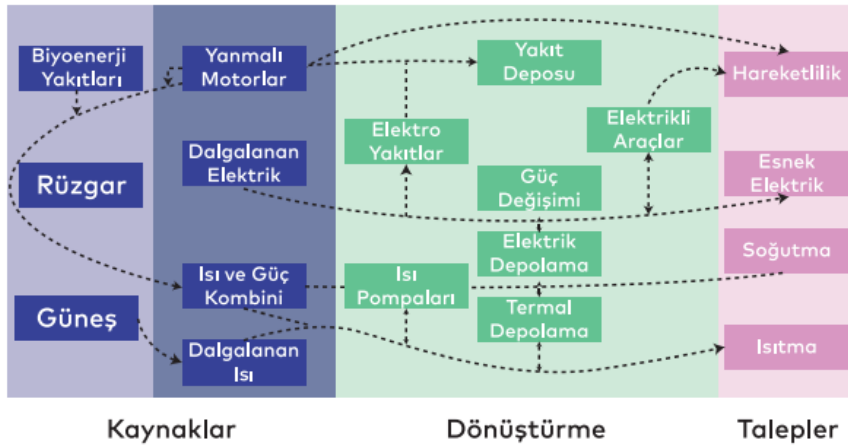 Biyoenerji
Yakıtları
Rüzgar
Güneş
Yanmalı
Motorlar
Dalgalanan
Elektrik
Isı ve Güç
Kombini
Dalgalanan
Isı
Elektro
Yakıtlar
Isı
Pompaları
Yakıt
Deposu
Güç
Değişimi
Elektrik
Depolama
Termal
Depolama
Elektrikli
Araçlar
Hareketlilik
Esnek
Elektrik
Soğutma
Isıtma
Kaynaklar
Dönüştürme
Talepler